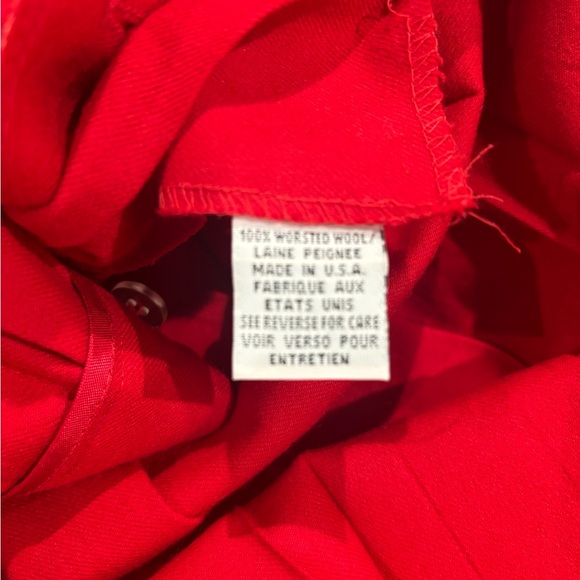 100% WORSTED WOOL/
LAINE PEIGNEE
MADE IN U.S.A.
FABRIQUE AUX
ETATS UNIS
SEE REVERSE FOR CARE
VOIR VERSO POUR
ENTRETIEN